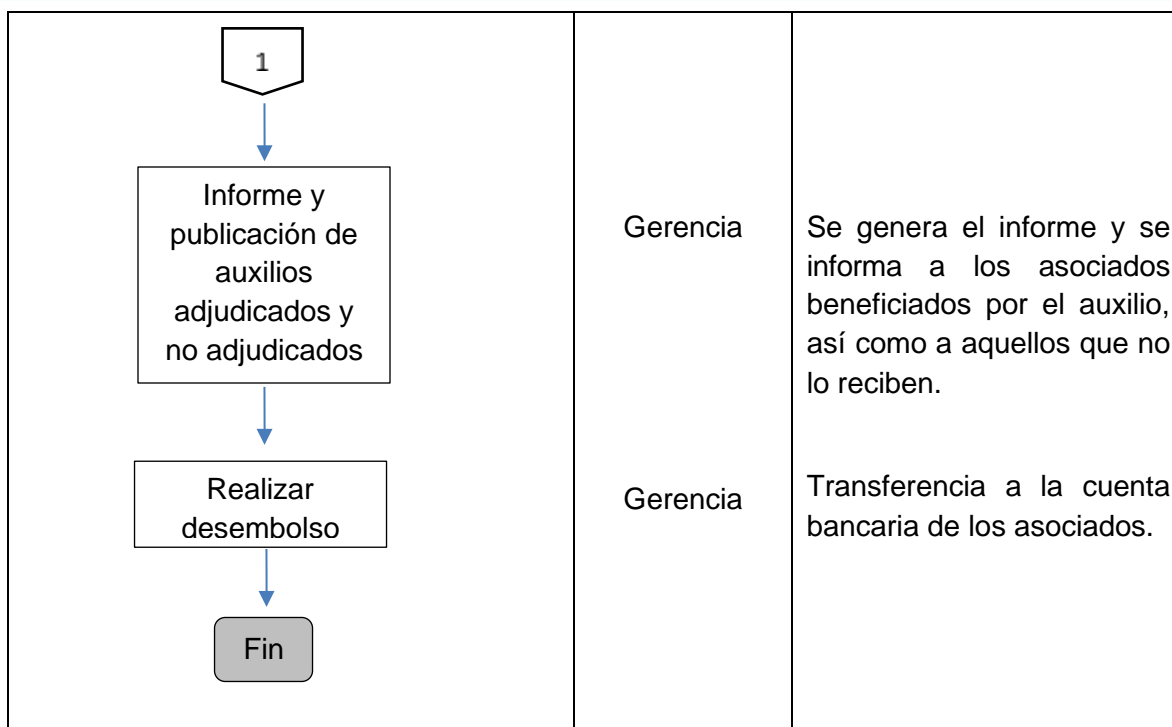 1
Informe y
publicación de
auxilios
adjudicados y
no adjudicados
Gerencia
Se genera el informe y se
informa a los asociados
beneficiados por el auxilio,
así como a aquellos que no
lo reciben.
Realizar
desembolso
Gerencia
Transferencia a la cuenta
bancaria de los asociados.
Fin